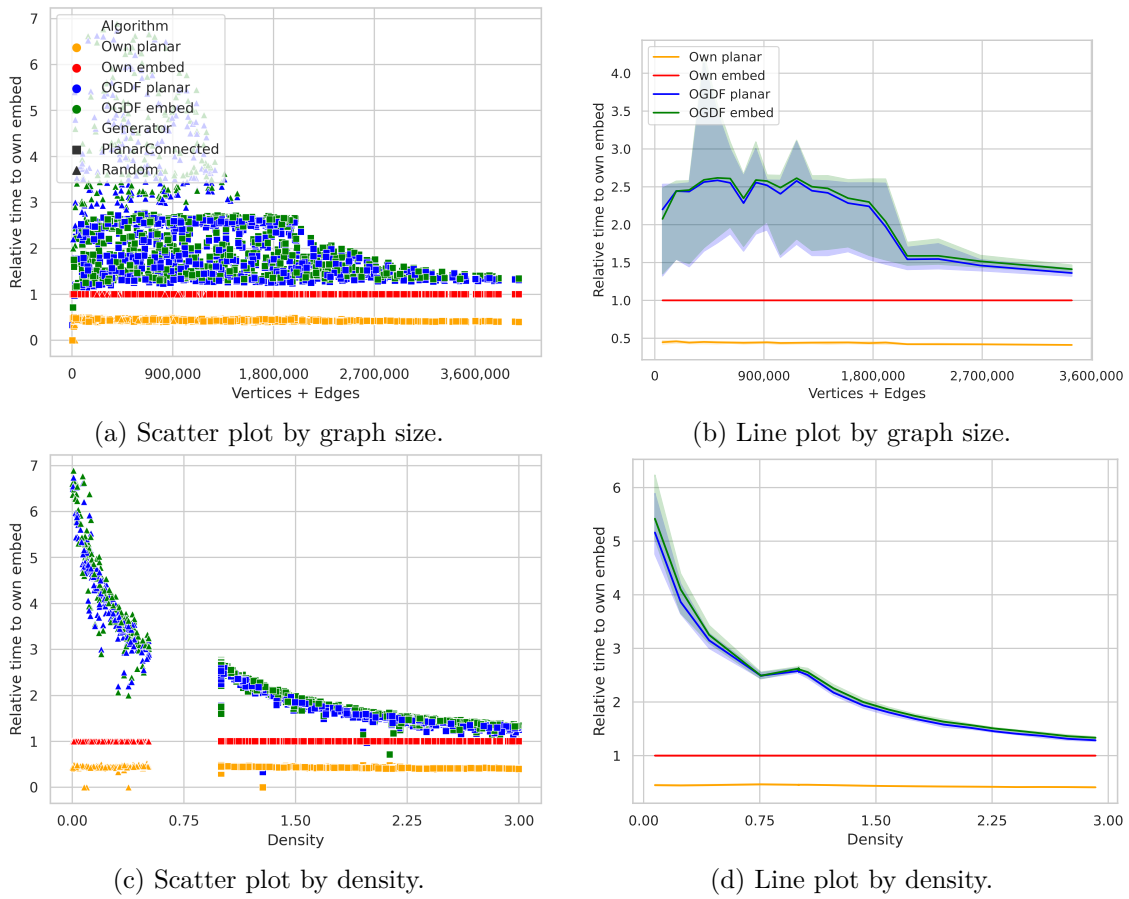 7
6
5
4
3
2
1
0
Relative time to own embed
Algorithm
Own planar
Own embed
OGDF planar
OGDF embed
Generator
PlanarConnected
Random
0
900,000
1,800,000
2,700,000
3,600,000
Vertices + Edges
(a) Scatter plot by graph size.
4.0
3.5
3.0
2.5
2.0
1.5
1.0
0.5
Relative time to own embed
Own planar
Own embed
OGDF planar
OGDF embed
0
900,000
1,800,000
2,700,000
3,600,000
Vertices + Edges
(b) Line plot by graph size.
7
6
5
4
3
2
1
0
Relative time to own embed
0.00
0.75
1.50
2.25
3.00
Density
(c) Scatter plot by density.
6
5
4
3
2
1
Relative time to own embed
0.00
0.75
1.50
2.25
3.00
Density
(d) Line plot by density.